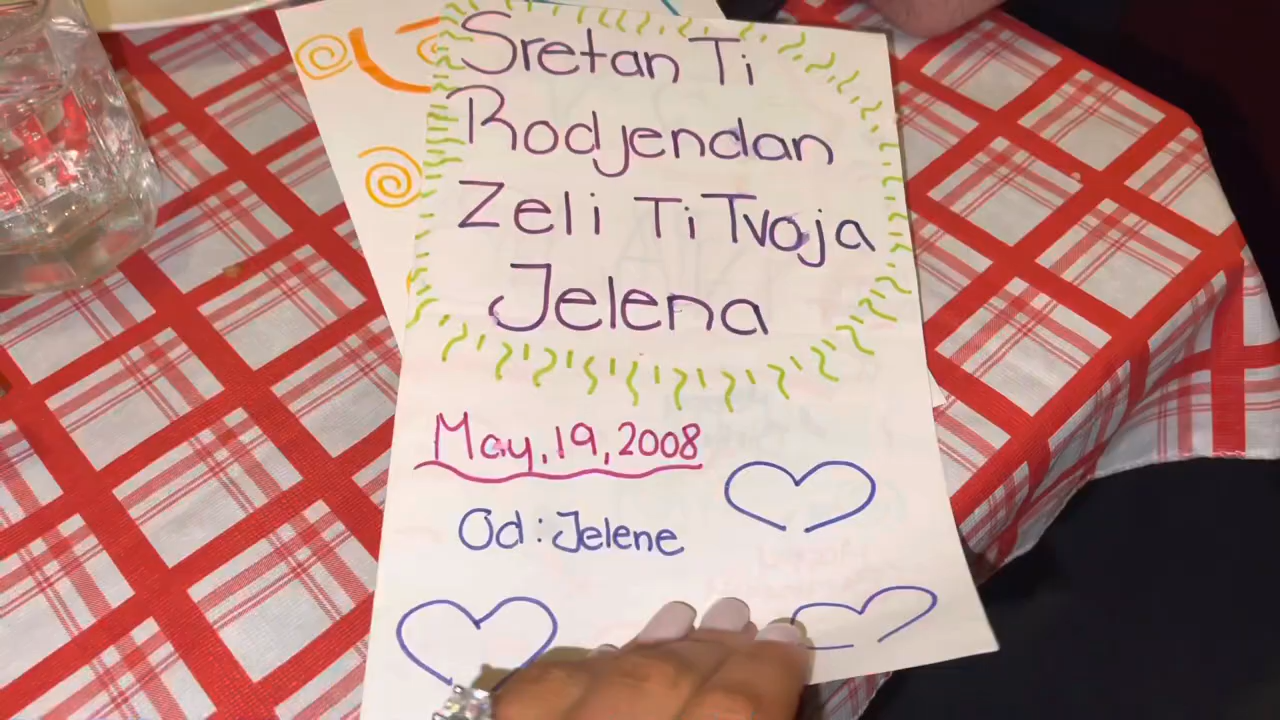 Sretan Ti
Rodjendan
Zeli Ti Tvoja
Jelena
May, 19, 2008
Od: Jelene